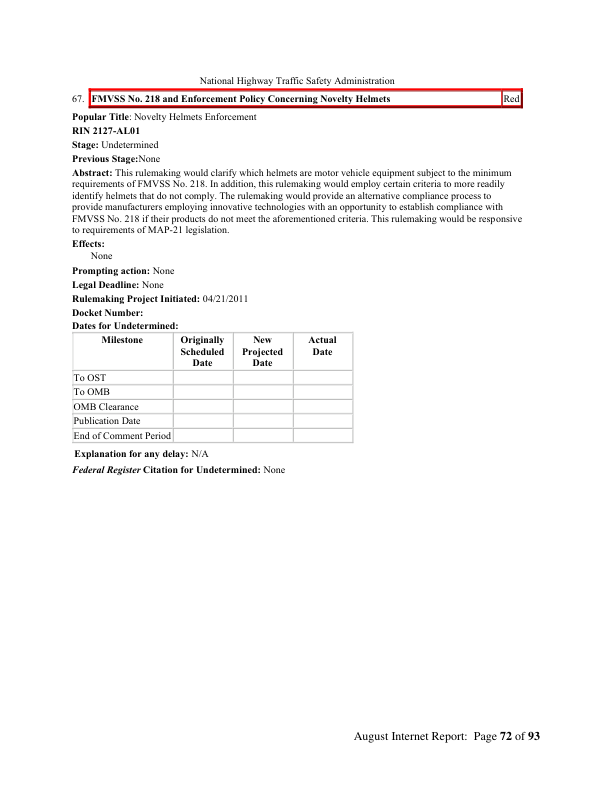 National Highway Traffic Safety Administration
67. FMVSS No. 218 and Enforcement Policy Concerning Novelty Helmets Red
Popular Title: Novelty Helmets Enforcement
RIN 2127-AL01
Stage: Undetermined
Previous Stage:None
Abstract: This rulemaking would clarify which helmets are motor vehicle equipment subject to the minimum
requirements of FMVSS No. 218. In addition, this rulemaking would employ certain criteria to more readily
identify helmets that do not comply. The rulemaking would provide an alternative compliance process to
provide manufacturers employing innovative technologies with an opportunity to establish compliance with
FMVSS No. 218 if their products do not meet the aforementioned criteria. This rulemaking would be responsive
to requirements of MAP-21 legislation.
Effects:
None
Prompting action: None
Legal Deadline: None
Rulemaking Project Initiated: 04/21/2011
Docket Number:
Dates for Undetermined:
Milestone Originally New Actual
Scheduled Projected Date
Date Date
To OST
To OMB
OMB Clearance
Publication Date
End of Comment Period
Explanation for any delay: N/A
Federal Register Citation for Undetermined: None
August Internet Report: Page 72 of 93